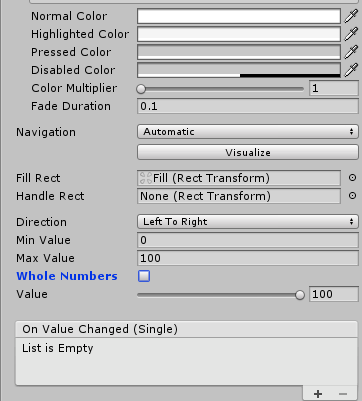 Normal Color
Highlighted Color
Pressed Color
Disabled Color
Color Multiplier 1
Fade Duration 0.1
Navigation Automatic
Visualize
Fill Rect Fill (Rect Transform)
Handle Rect None (Rect Transform)
Direction Left To Right
Min Value 0
Max Value 100
Whole Numbers
Value 100
On Value Changed (Single)
List is Empty
+ −